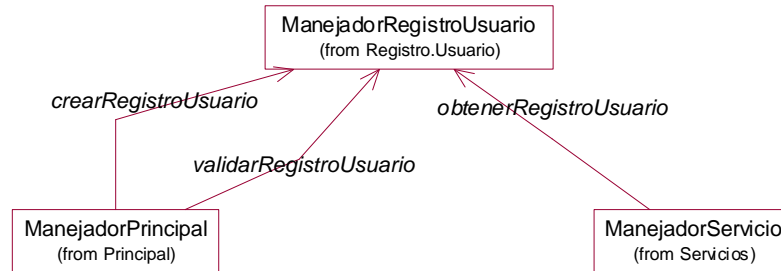 ManejadorRegistroUsuario
(from Registro.Usuario)
crearRegistroUsuario
obtenerRegistroUsuario
validarRegistroUsuario
ManejadorPrincipal
(from Principal)
ManejadorServicio
(from Servicios)